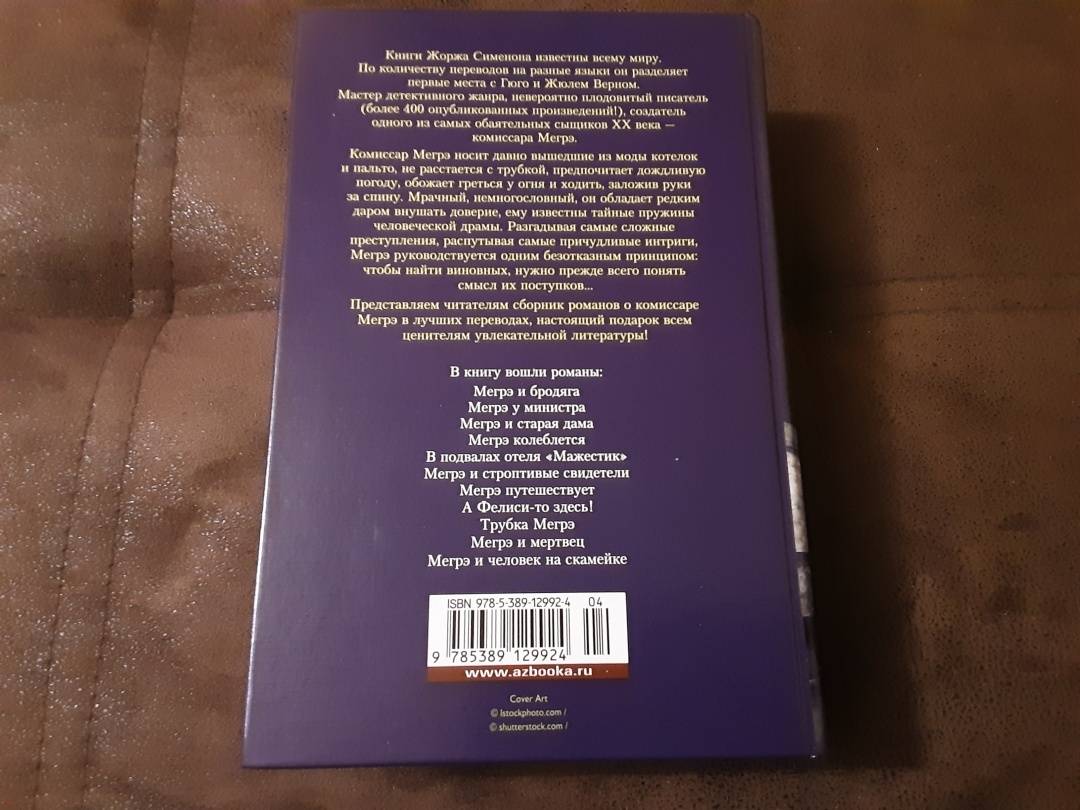 Книги Жоржа Сименона известны всему миру.
По количеству переводов на разные языки он разделяет
первые места с Гюго и Жюлем Верном.
Мастер детективного жанра, невероятно плодовитый писатель
(более 400 опубликованных произведений!), создатель
одного из самых обаятельных сыщиков XX века –
комиссара Мегрэ.
Комиссар Мегрэ носит давно вышедшие из моды котелок
и пальто, не расстается с трубкой, предпочитает дождливую
погоду, обожает греться у огня и ходить, заложив руки
за спину. Мрачный, немногословный, он обладает редким
даром внушать доверие, ему известны тайные пружины
человеческой драмы. Разгадывая самые сложные
преступления, распутывая самые причудливые интриги,
Мегрэ руководствуется одним безотказным принципом:
чтобы найти виновных, нужно прежде всего понять
смысл их поступков...
Представляем читателям сборник романов о комиссаре
Мегрэ в лучших переводах, настоящий подарок всем
ценителям увлекательной литературы!
В книгу вошли романы:
Мегрэ и бродяга
Мегрэ у министра
Мегрэ и старая дама
Мегрэ колеблется
В подвалах отеля «Мажестик»
Мегрэ и строптивые свидетели
Мегрэ путешествует
А Фелиси-то здесь!
Трубка Мегрэ
Мегрэ и мертвец
Мегрэ и человек на скамейке
ISBN 978-5-389-12992-4 04
9 785389 129924
www.azbooka.ru
Cover Art
© Istockphoto.com /
© shutterstock.com /